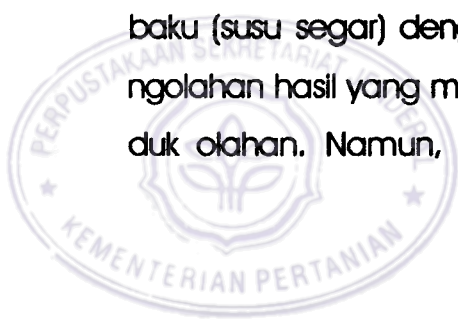 baku (susu segar) den
ngolahan hasil yang m
duk olahan. Namun,
PERPUSTAKAAN SEKRETARIAT JENDERAL
KEMENTERIAN PERTANIAN